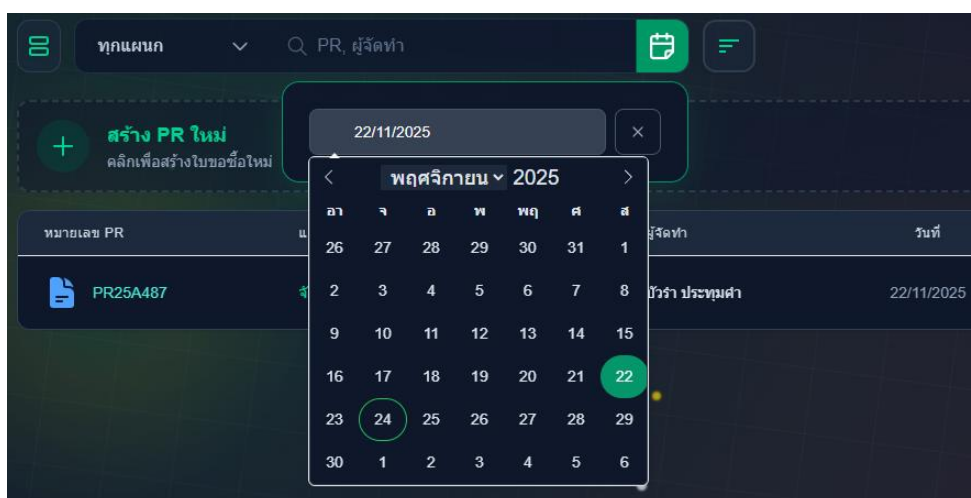 ทุกแผนก PR, ผู้จัดทำ
สร้าง PR ใหม่
คลิกเพื่อสร้างใบขอซื้อใหม่
22/11/2025
พฤศจิกายน 2025
อา จ อ พ พฤ ศ ส
26 27 28 29 30 31 1
2 3 4 5 6 7 8
9 10 11 12 13 14 15
16 17 18 19 20 21 22
23 24 25 26 27 28 29
30 1 2 3 4 5 6
หมายเลข PR ผู้จัดทำ วันที่
PR25A487 ประทุมศำ 22/11/2025